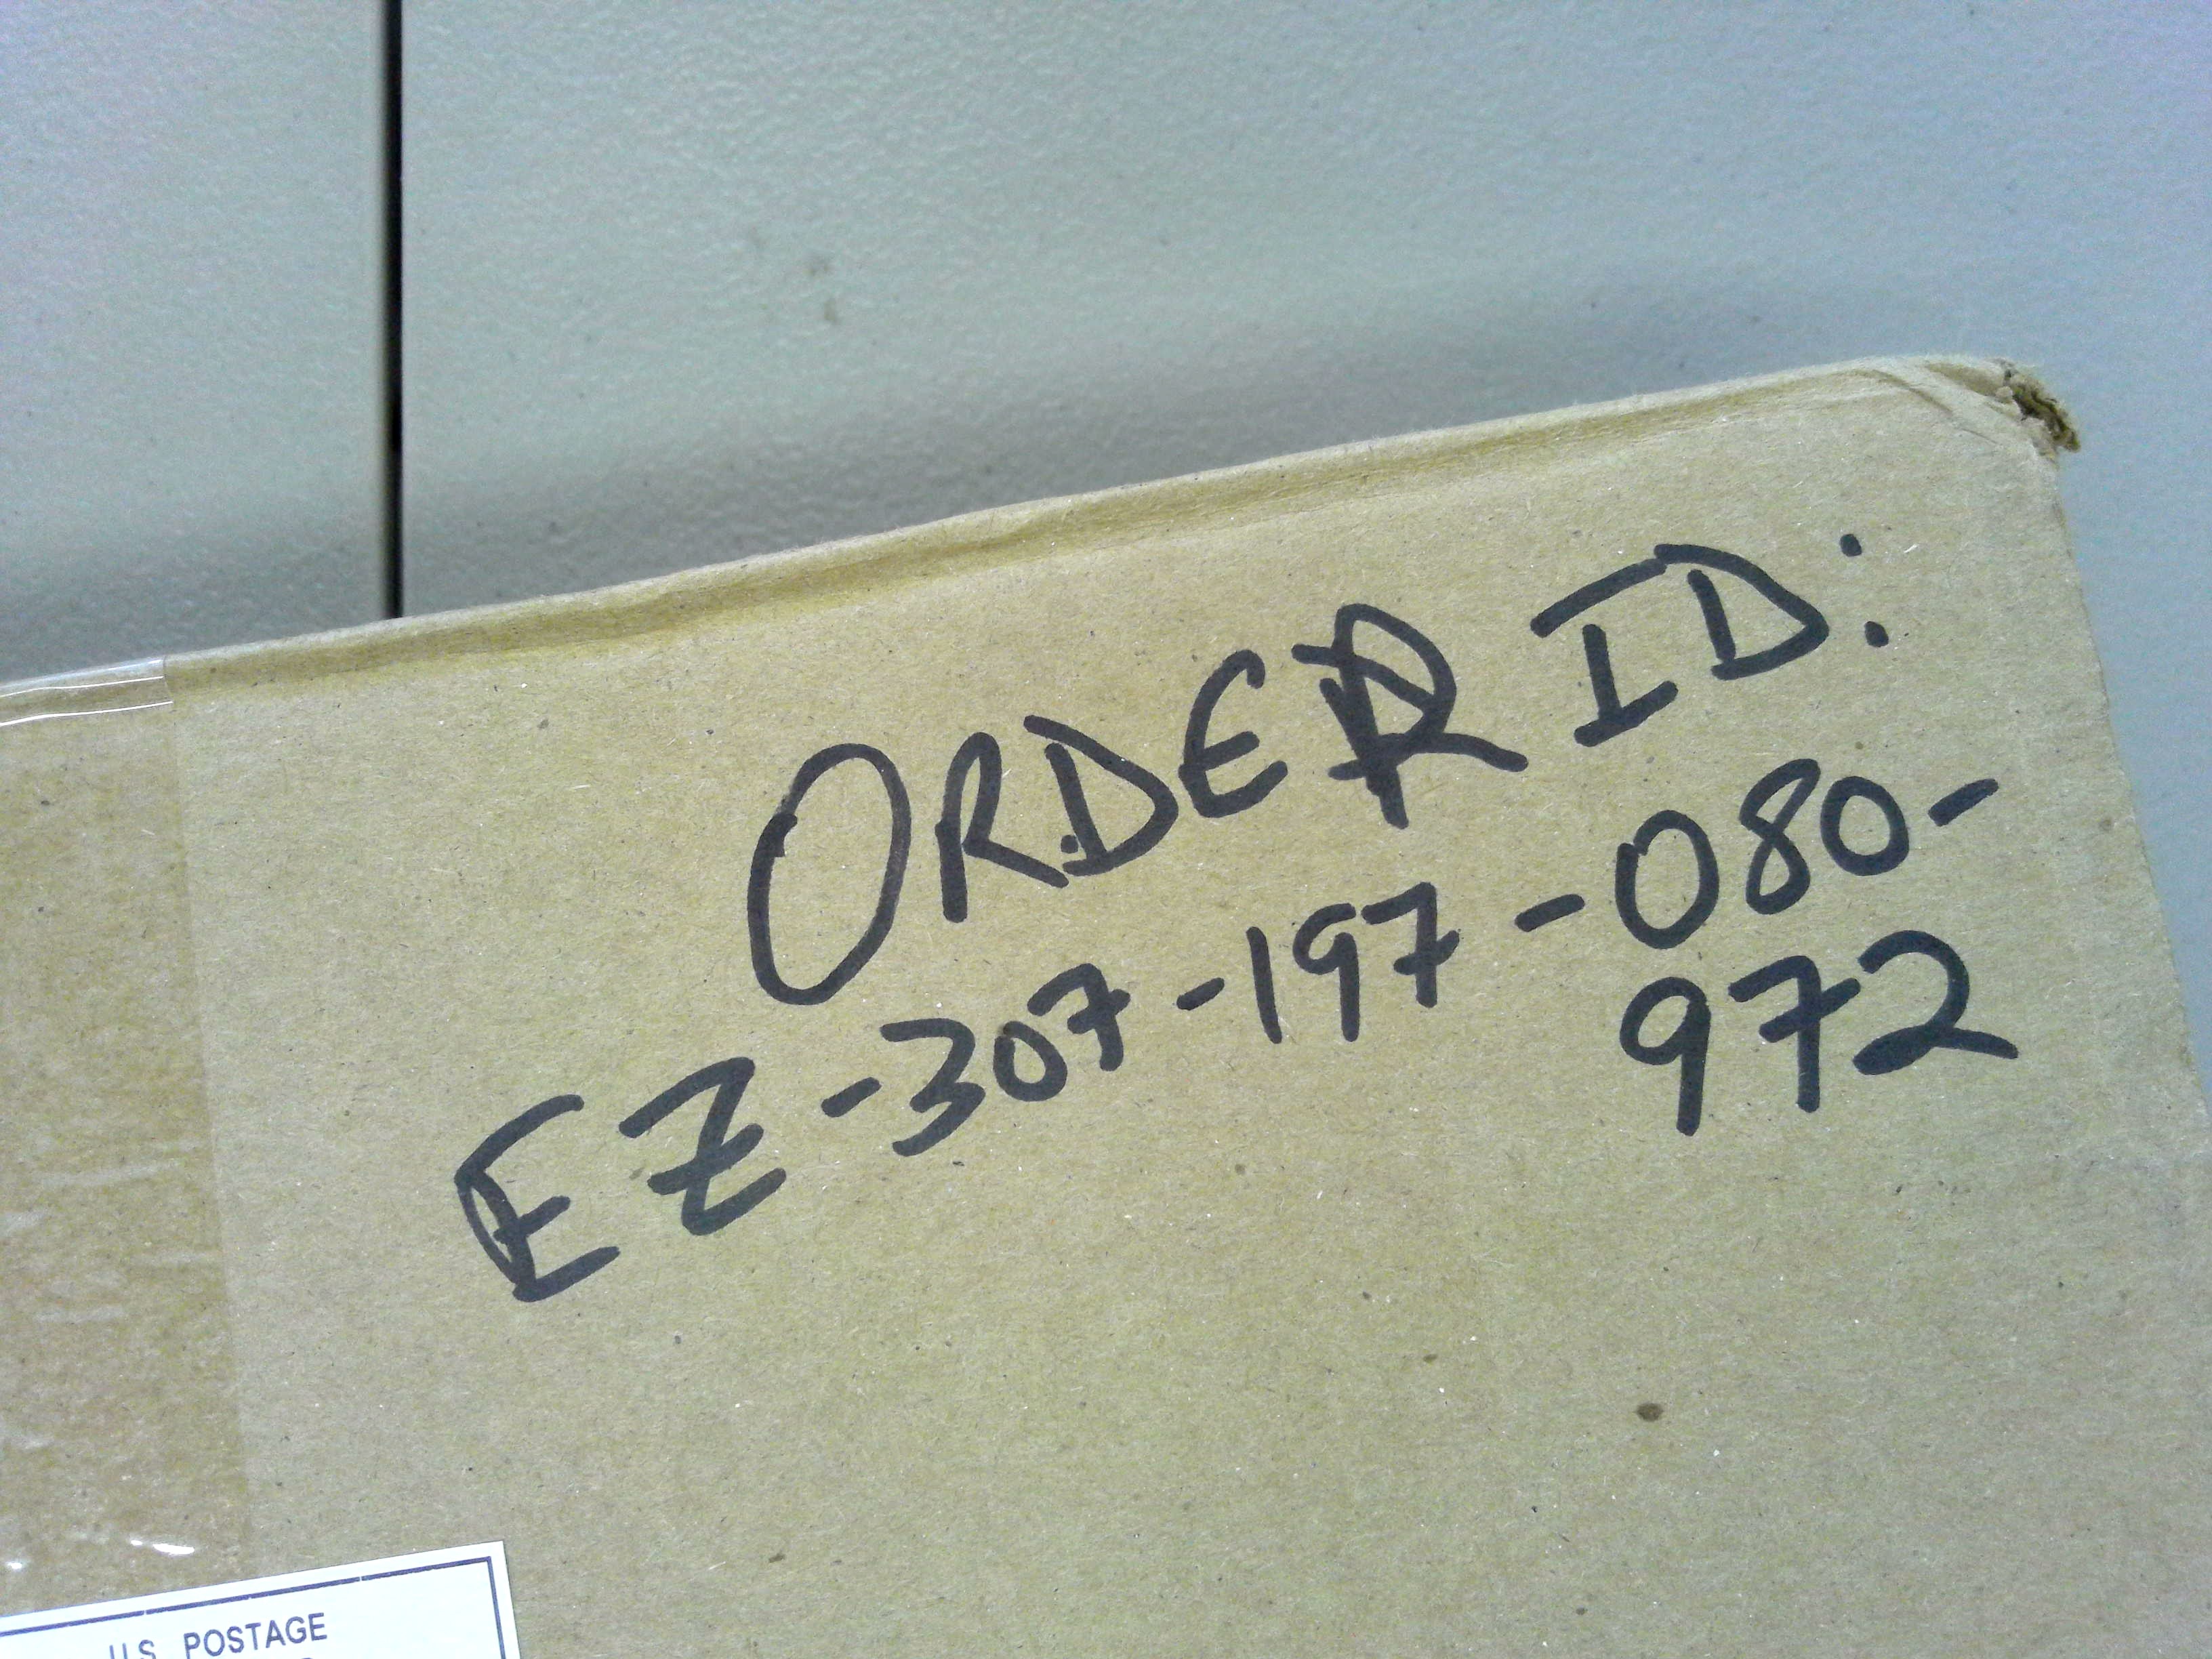 ORDER ID:
EZ-307-197-080-
972
U.S. POSTAGE